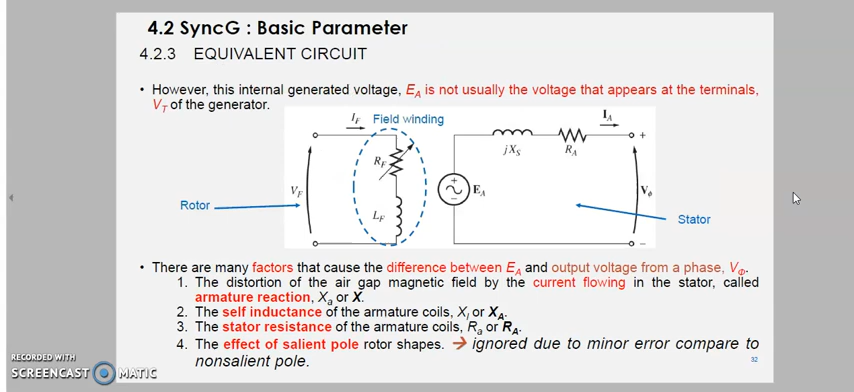 4.2 SyncG : Basic Parameter
4.2.3 EQUIVALENT CIRCUIT
• However, this internal generated voltage, EA is not usually the voltage that appears at the terminals,
VT of the generator.
IF Field winding
IA
RF
jXS
RA
+
VF
+
EA
Vϕ
Rotor
LF
−
Stator
−
• There are many factors that cause the difference between EA and output voltage from a phase, VΦ.
1. The distortion of the air gap magnetic field by the current flowing in the stator, called
armature reaction, Xa or X.
2. The self inductance of the armature coils, Xl or XA.
3. The stator resistance of the armature coils, Ra or RA.
4. The effect of salient pole rotor shapes. → ignored due to minor error compare to
nonsalient pole.
32
RECORDED WITH
SCREENCAST MATIC